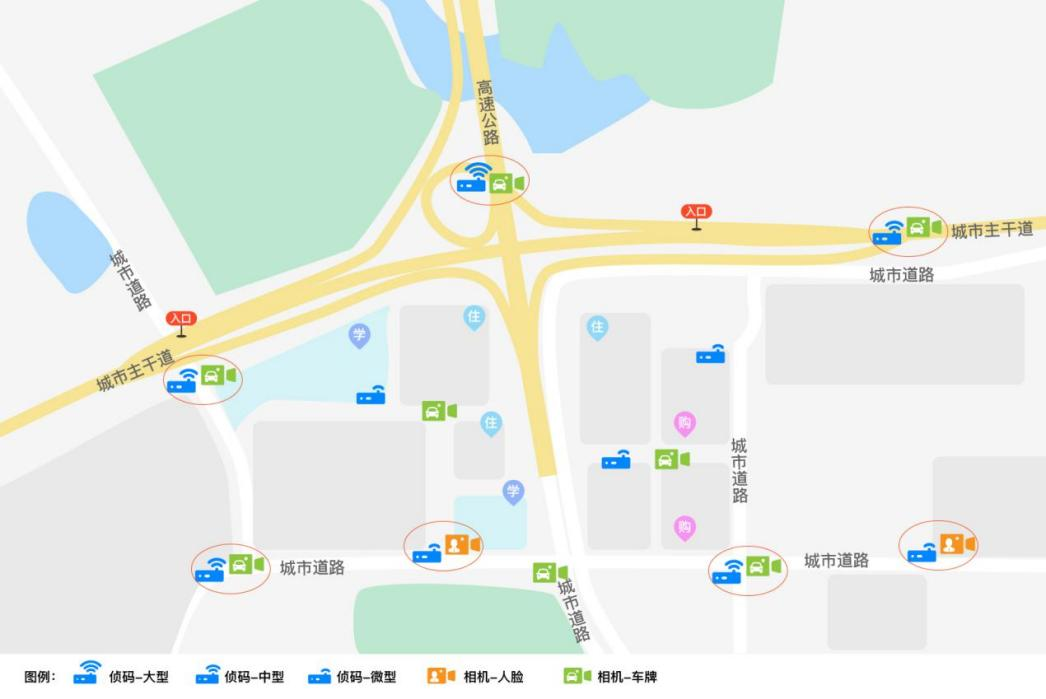 高速公路
入口
城市主干道
城市道路
城市道路
入口
住
住
学
城市主干道
购
住
城市道路
学
购
城市道路
城市道路
城市道路
图例：
侦码-大型
侦码-中型
侦码-微型
相机-人脸
相机-车牌